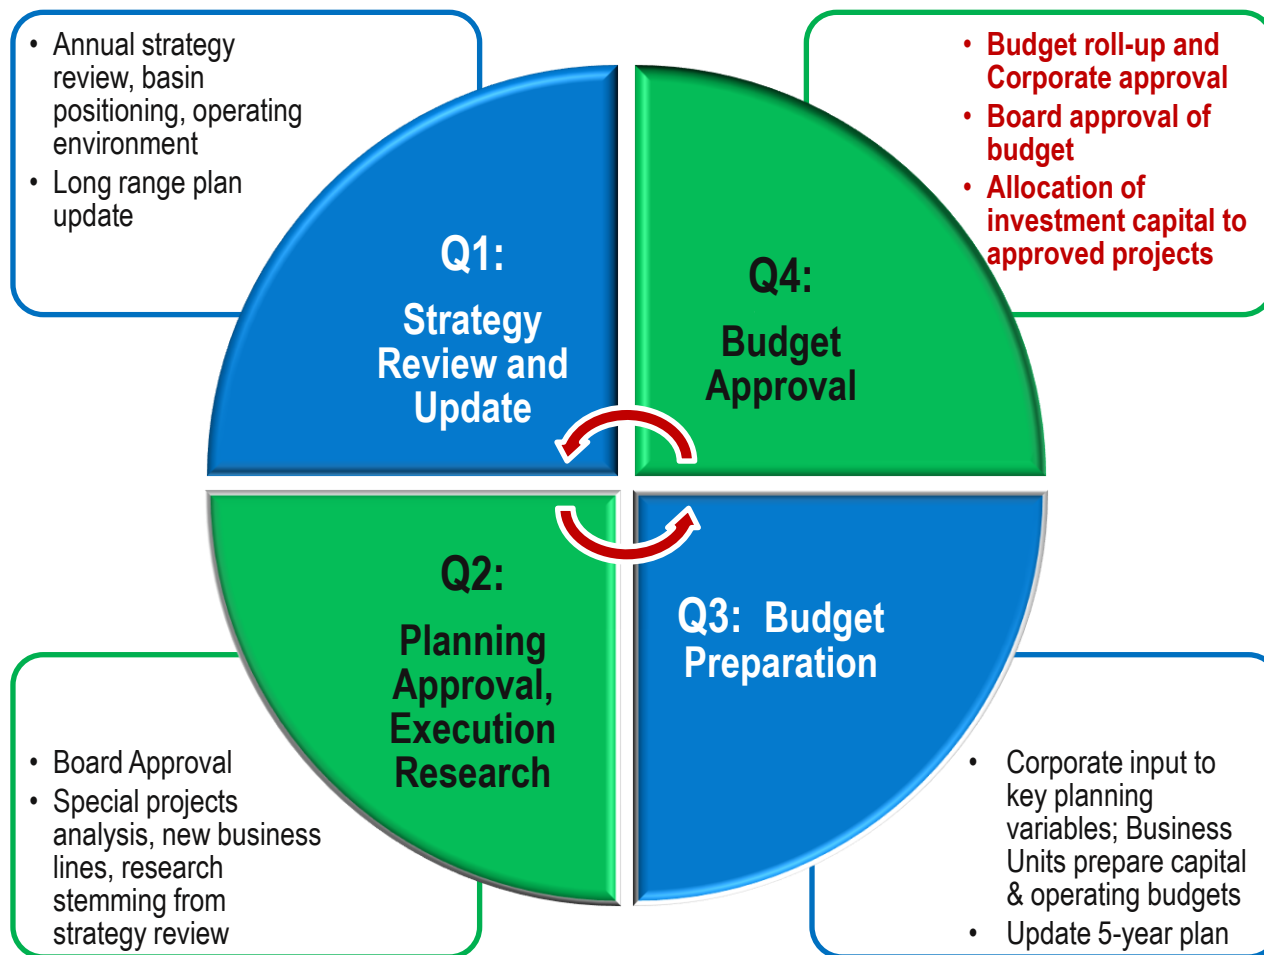 • Annual strategy
review, basin
positioning, operating
environment
• Long range plan
update
• Budget roll-up and
Corporate approval
• Board approval of
budget
• Allocation of
investment capital to
approved projects
Q1:
Strategy
Review and
Update
Q4:
Budget
Approval
Q2:
Planning
Approval,
Execution
Research
Q3: Budget
Preparation
• Board Approval
• Special projects
analysis, new business
lines, research
stemming from
strategy review
• Corporate input to
key planning
variables; Business
Units prepare capital
& operating budgets
• Update 5-year plan